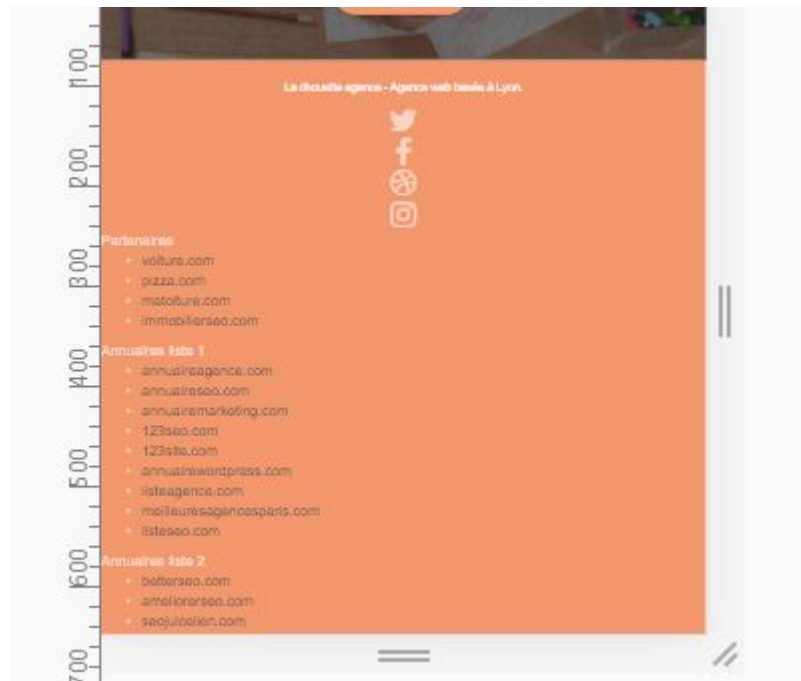 La chouette agence - Agence web basée à Lyon.
100
200
Partenaires
voiture.com
300
pizza.com
matoiture.com
immobilierseo.com
Annuaires liste 1
400
annuaireagence.com
annuaireseo.com
annuairemarketing.com
123seo.com
123site.com
500
annuairewordpress.com
listeagence.com
meilleuresagencesparis.com
listeseo.com
Annuaires liste 2
600
betterseo.com
ameliorerseo.com
seojuicelien.com
700